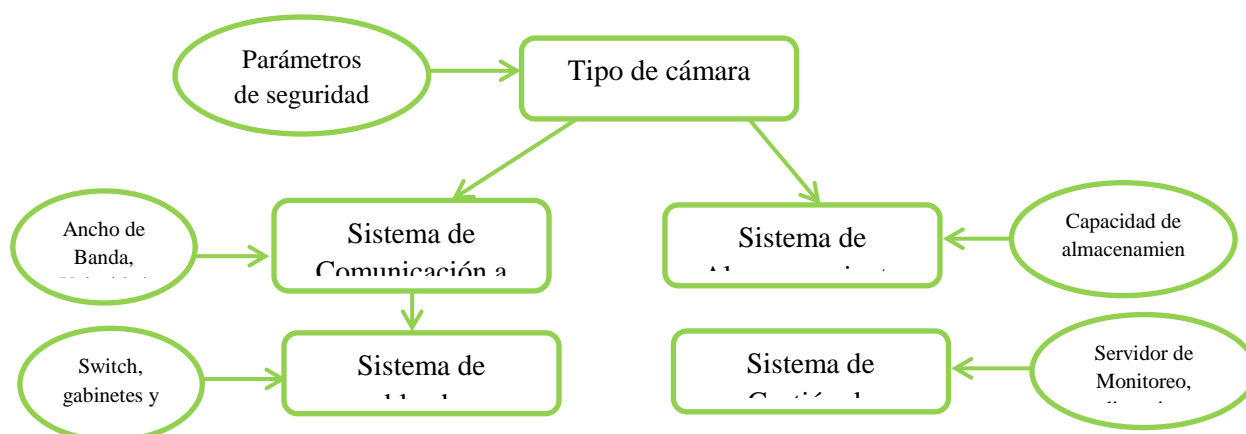 Parámetros
de seguridad
Tipo de cámara
Ancho de
Banda,
Sistema de
Comunicación a
Sistema de
Capacidad de
almacenamien
Switch,
gabinetes y
Sistema de
Sistema de
Servidor de
Monitoreo,